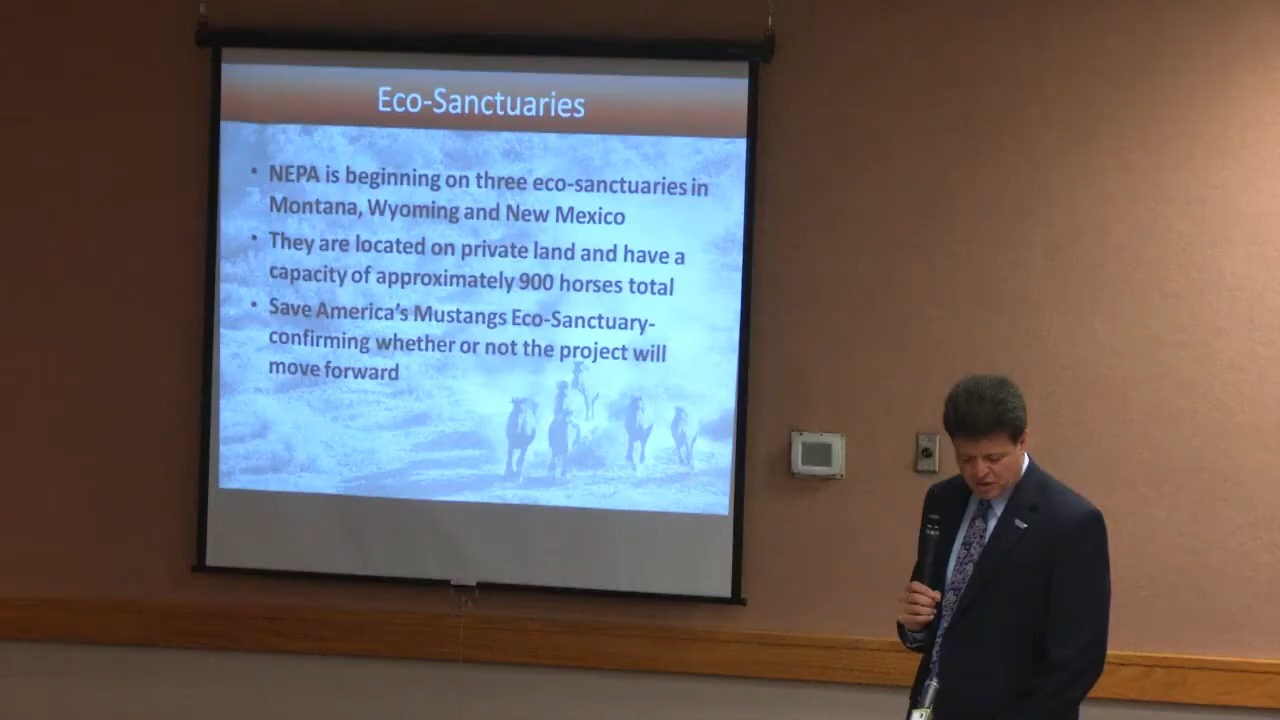 Eco-Sanctuaries
• NEPA is beginning on three eco-sanctuaries in
Montana, Wyoming and New Mexico
• They are located on private land and have a
capacity of approximately 900 horses total
• Save America's Mustangs Eco-Sanctuary-
confirming whether or not the project will
move forward